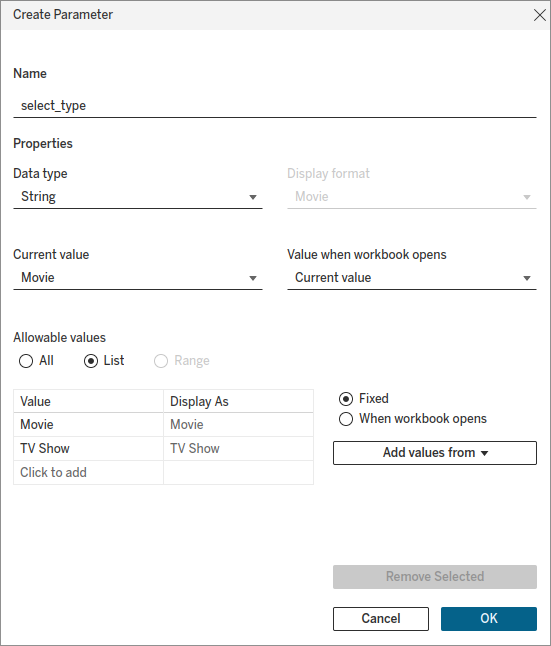 Create Parameter
Name
select_type
Properties
Data type Display format
String Movie
Current value Value when workbook opens
Movie Current value
Allowable values
All List Range
Value Display As
Movie Movie
TV Show TV Show
Click to add
Fixed
When workbook opens
Add values from
Remove Selected
Cancel OK